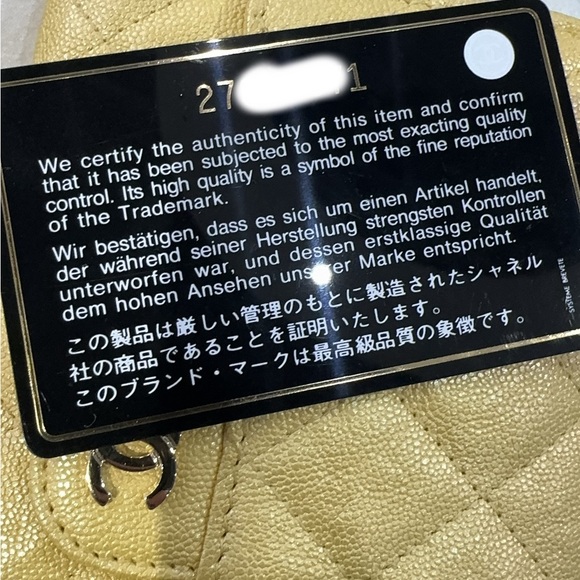 27 1
We certify the authenticity of this item and confirm
that it has been subjected to the most exacting quality
control. Its high quality is a symbol of the fine reputation
of the Trademark.
Wir bestätigen, dass es sich um einen Artikel handelt,
der während seiner Herstellung strengsten Kontrollen
unterworfen war, und dessen erstklassige Qualität
dem hohen Ansehen unserer Marke entspricht.
この製品は厳しい管理のもとに製造されたシャネル
社の商品であることを証明いたします。
このブランド・マークは最高級品質の象徴です。
SYSTEME BREVETE